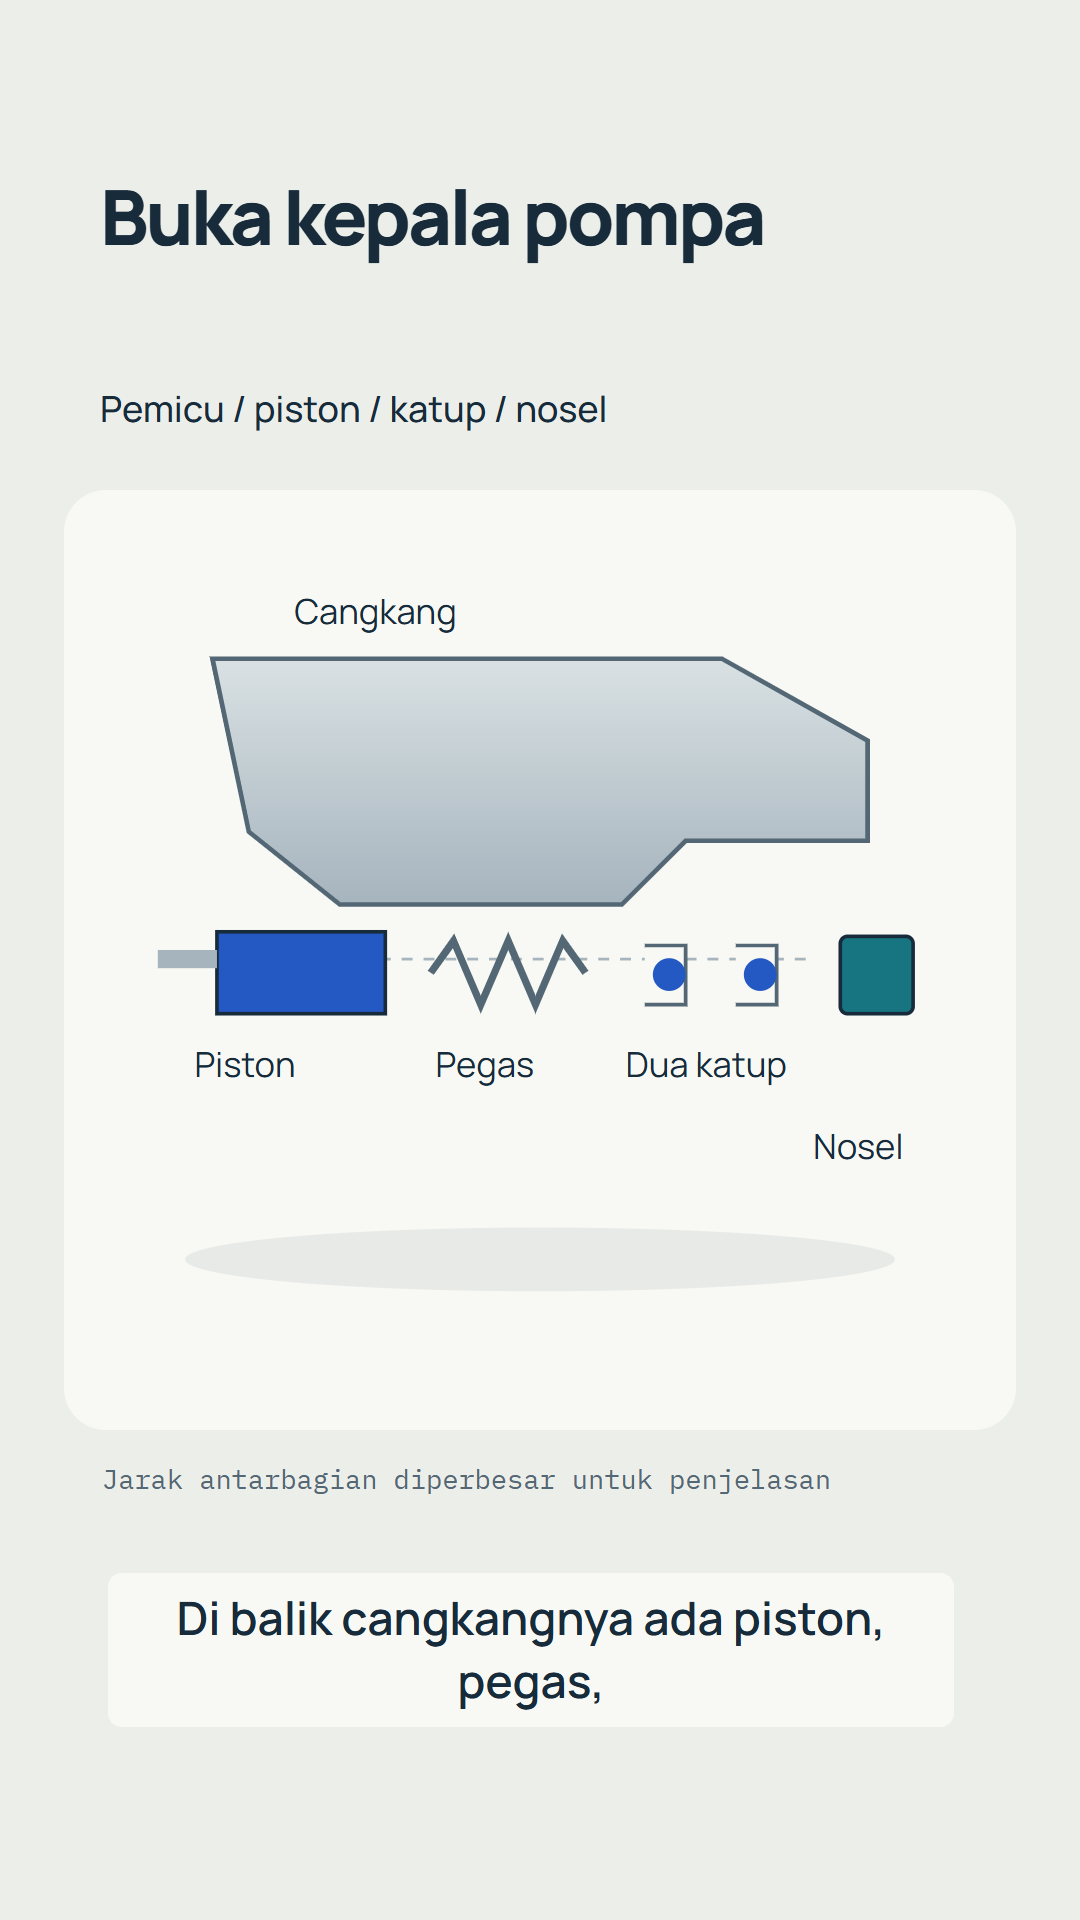 Buka kepala pompa
Pemicu / piston / katup / nosel
Cangkang
Piston
Pegas
Dua katup
Nosel
Jarak antarbagian diperbesar untuk penjelasan
Di balik cangkangnya ada piston,
pegas,